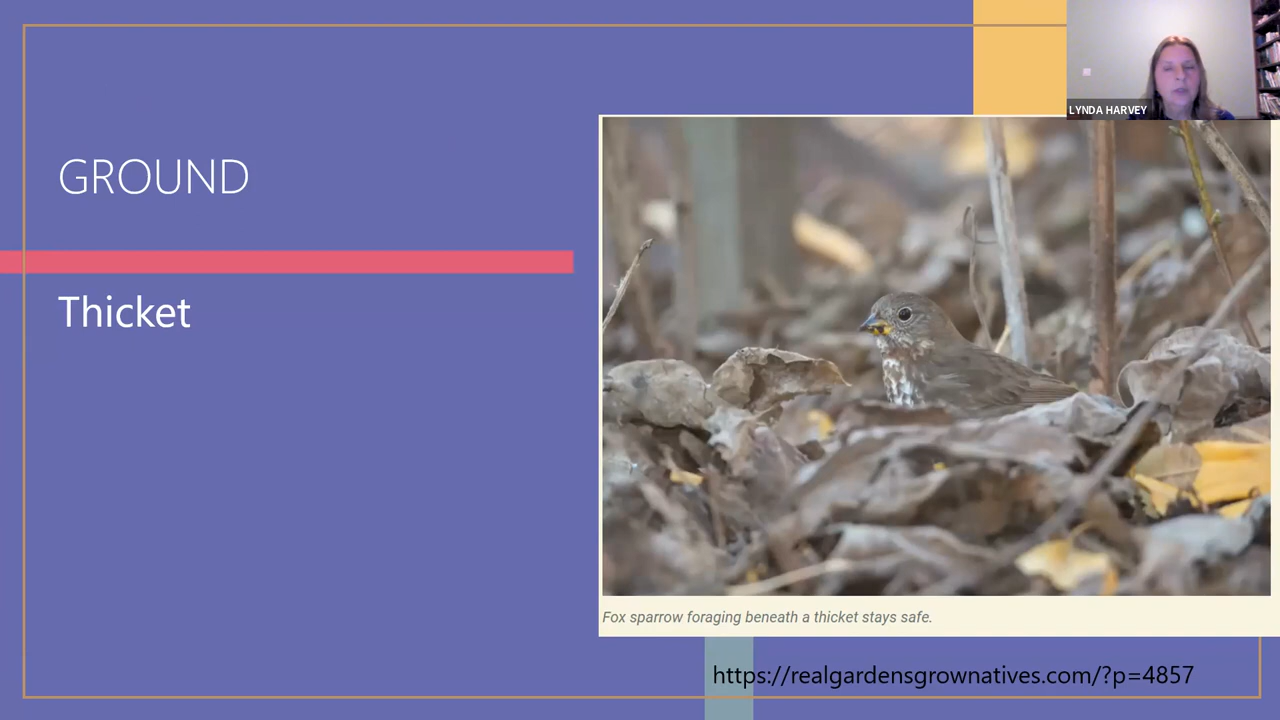 LYNDA HARVEY
GROUND
Thicket
Fox sparrow foraging beneath a thicket stays safe.
https://realgardensgrownatives.com/?p=4857